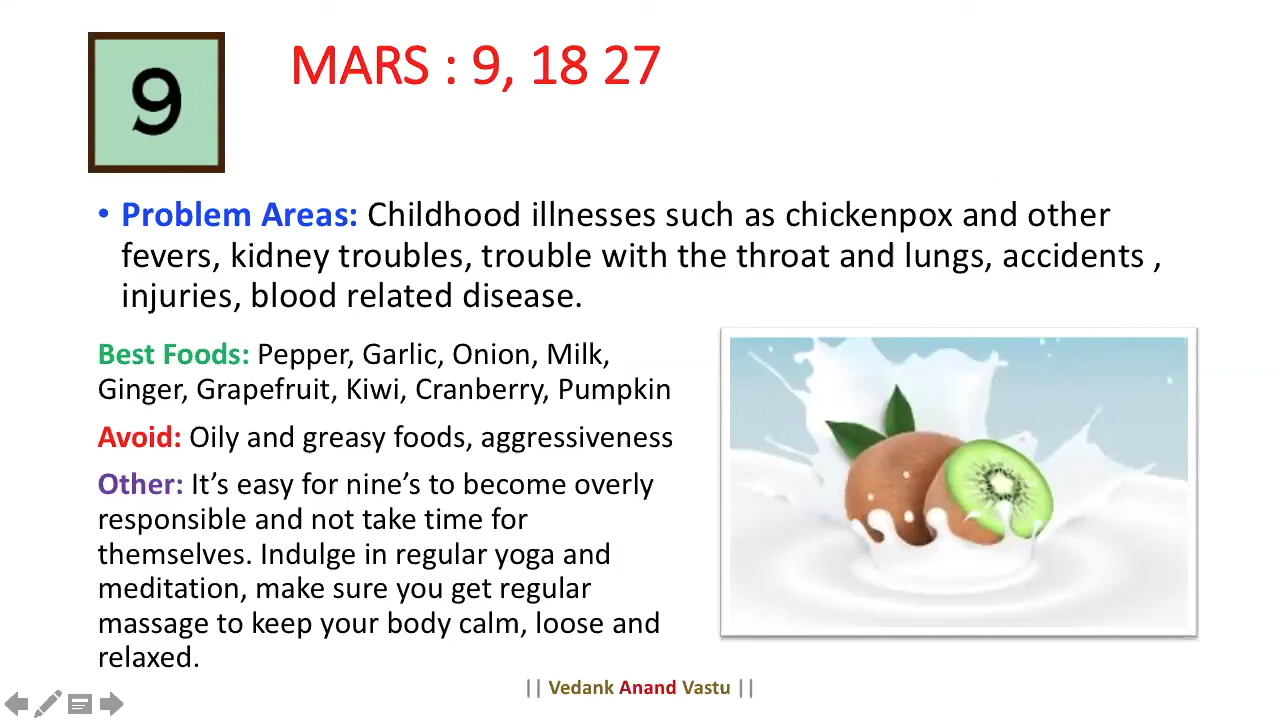 9
MARS : 9, 18 27
• Problem Areas: Childhood illnesses such as chickenpox and other
fevers, kidney troubles, trouble with the throat and lungs, accidents ,
injuries, blood related disease.
Best Foods: Pepper, Garlic, Onion, Milk,
Ginger, Grapefruit, Kiwi, Cranberry, Pumpkin
Avoid: Oily and greasy foods, aggressiveness
Other: It’s easy for nine’s to become overly
responsible and not take time for
themselves. Indulge in regular yoga and
meditation, make sure you get regular
massage to keep your body calm, loose and
relaxed.
|| Vedank Anand Vastu ||